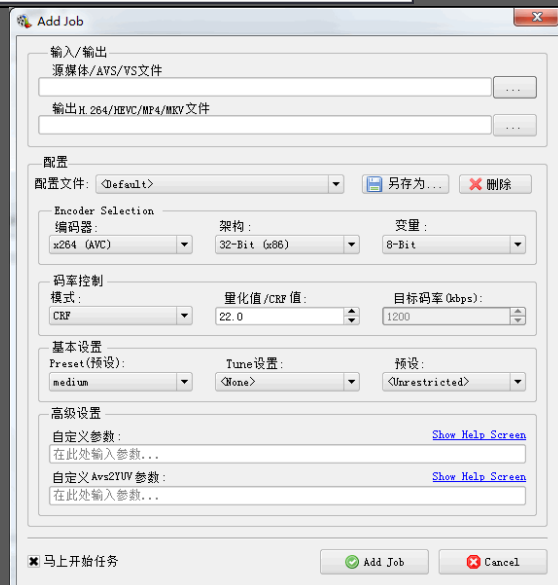 Add Job
输入/输出
源媒体/AVS/VS文件
...
输出H.264/HEVC/MP4/MKV文件
...
配置
配置文件: <Default> 另存为... 删除
Encoder Selection
编码器: 架构: 变量:
x264 (AVC) 32-Bit (x86) 8-Bit
码率控制
模式: 量化值/CRF值: 目标码率(kbps):
CRF 22.0 1200
基本设置
Preset(预设): Tune设置: 预设:
medium <None> <Unrestricted>
高级设置
自定义参数: Show Help Screen
在此处输入参数...
自定义Avs2YUV参数: Show Help Screen
在此处输入参数...
马上开始任务 Add Job Cancel